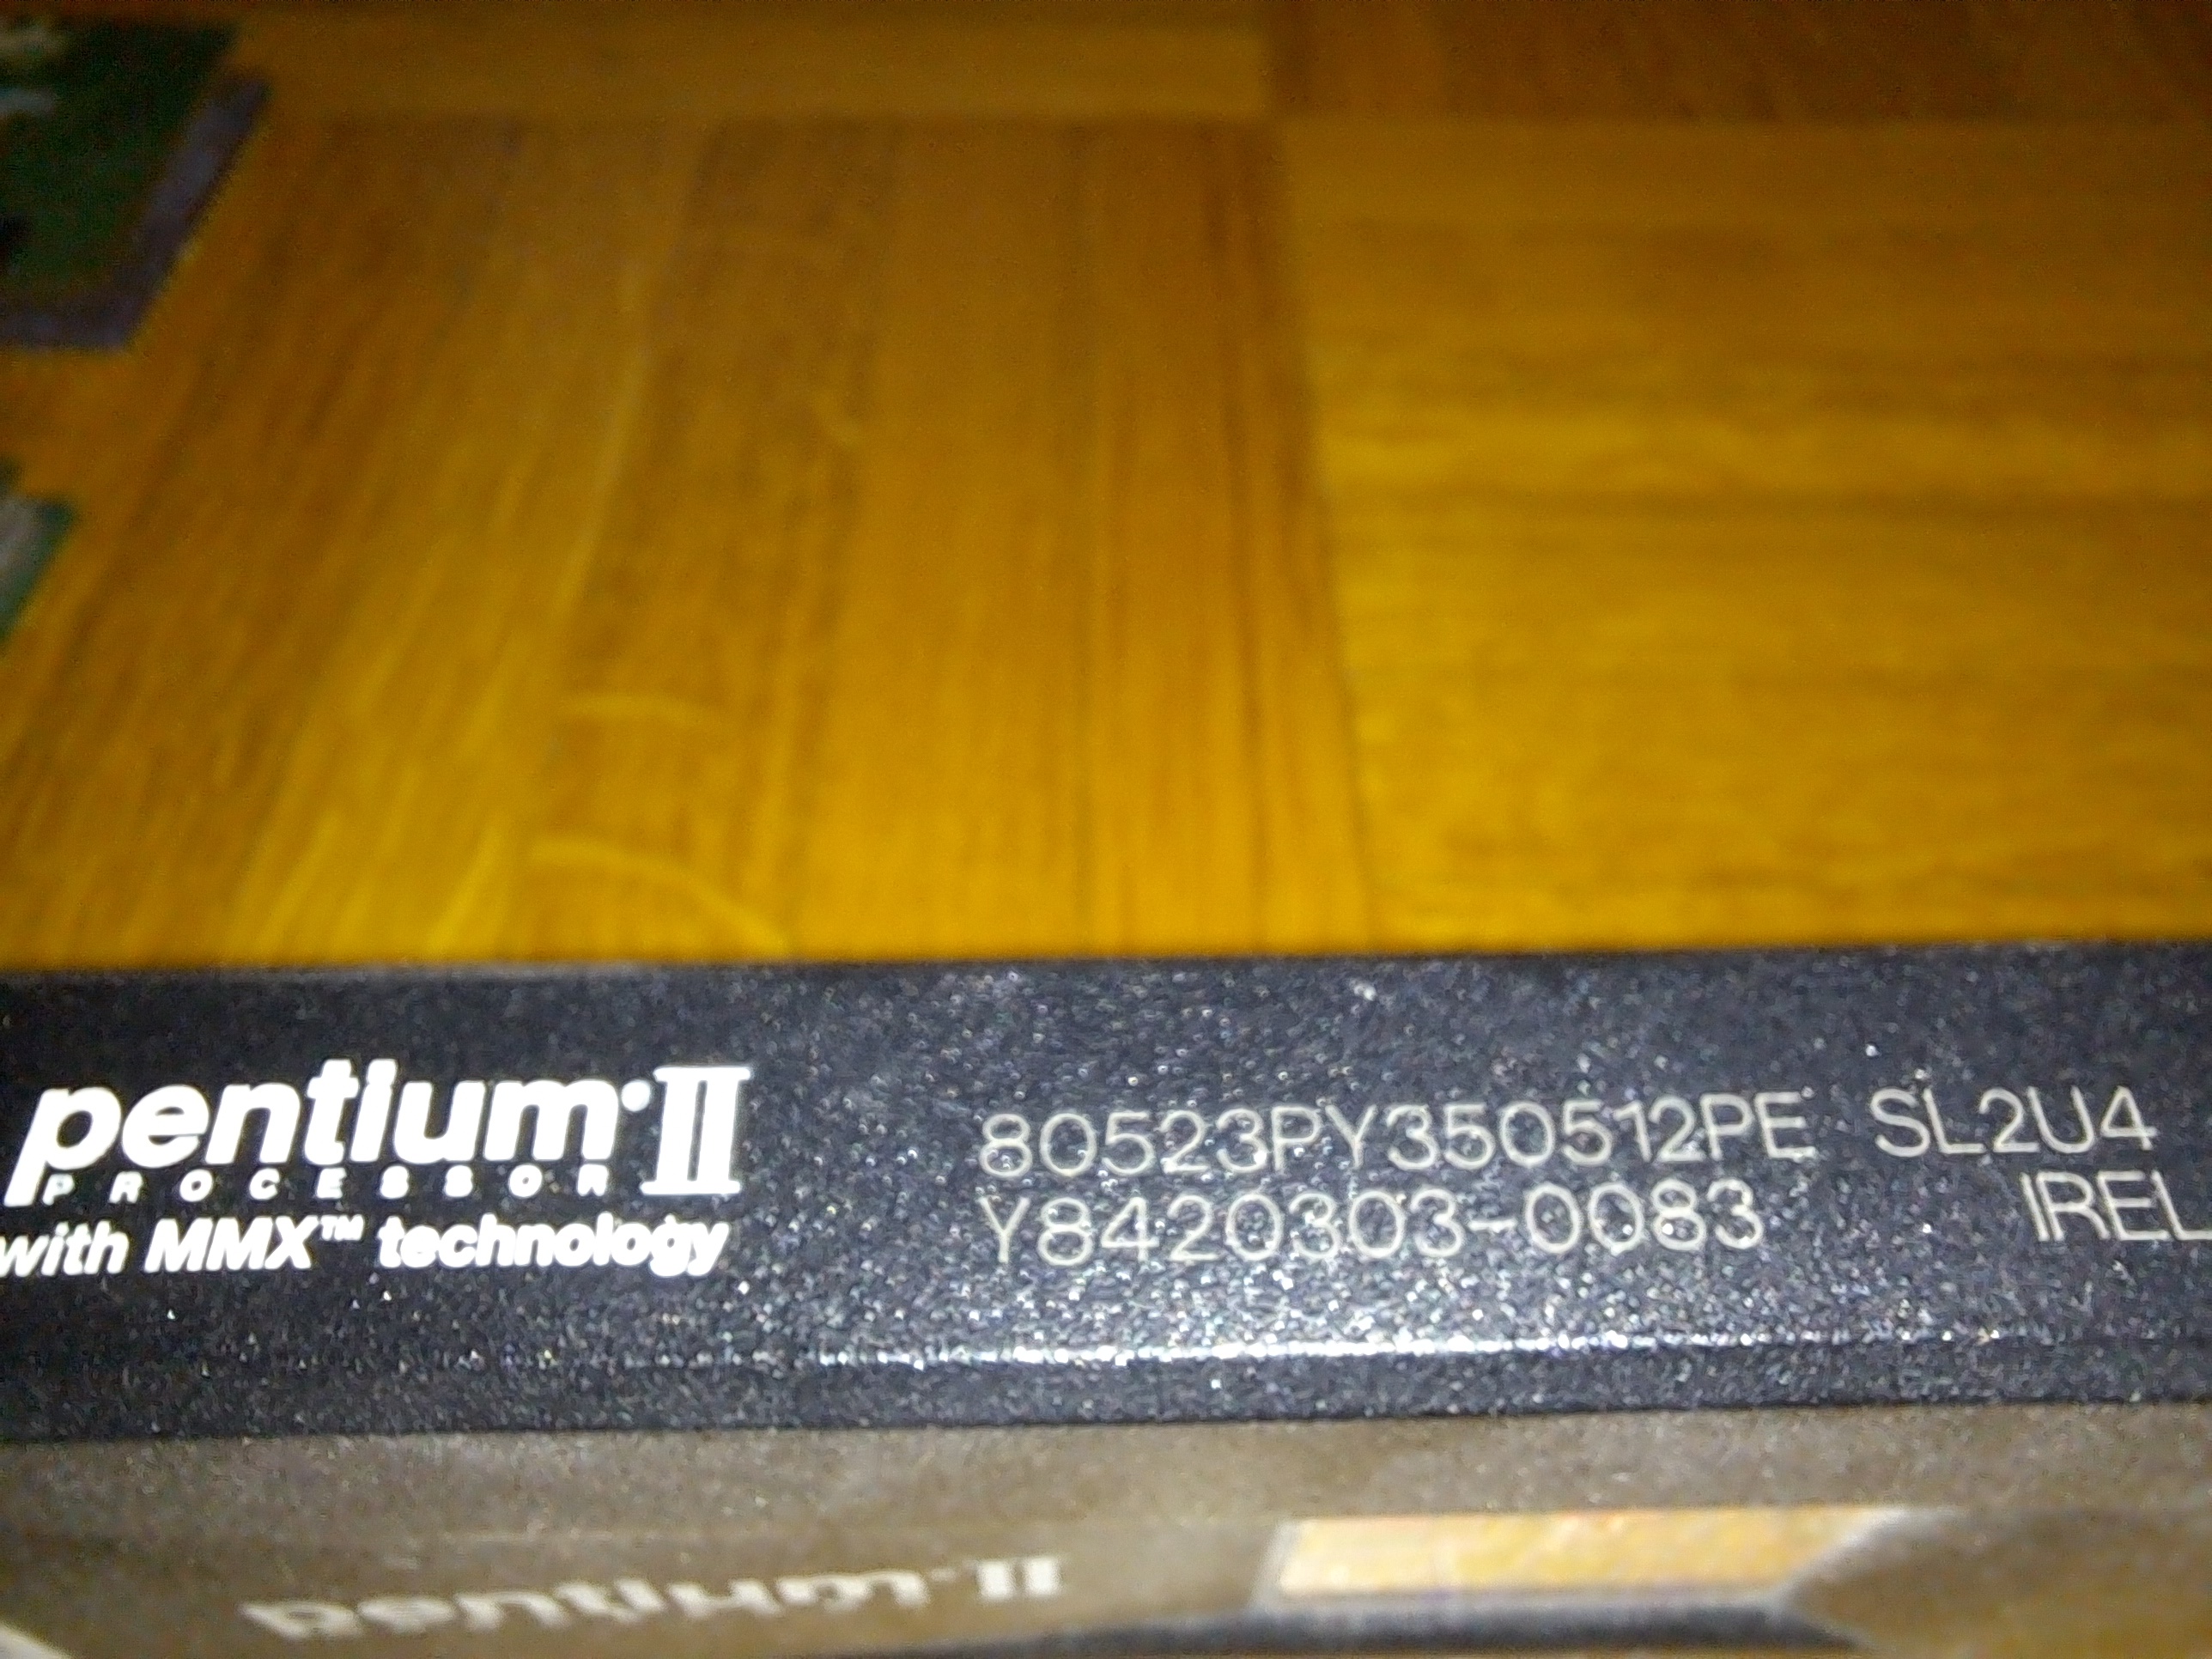 pentium® II
PROCESSOR
with MMX™ technology
80523PY350512PE SL2U4
Y8420303-0083 IREL
pentium® II